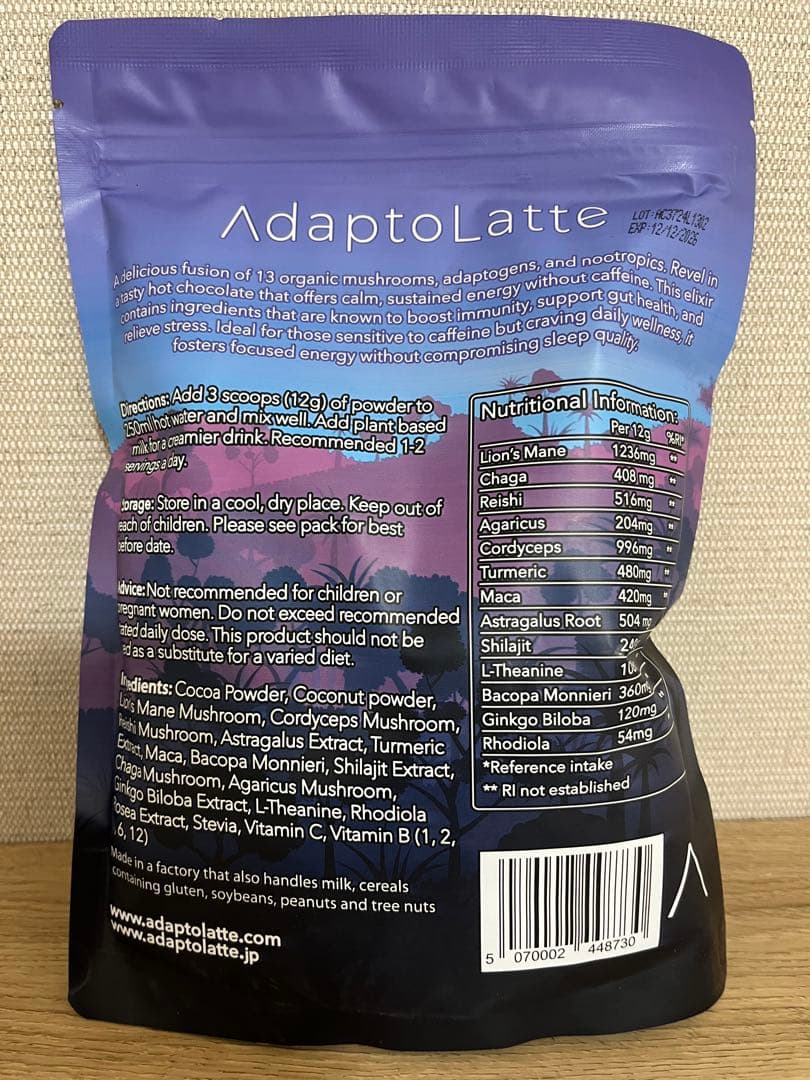 AdaptoLatte
LOT:AC3724L1302
EXP:12/12/2026
A delicious fusion of 13 organic mushrooms, adaptogens, and nootropics. Revel in
a tasty hot chocolate that offers calm, sustained energy without caffeine. This elixir
contains ingredients that are known to boost immunity, support gut health, and
relieve stress. Ideal for those sensitive to caffeine but craving daily wellness, it
fosters focused energy without compromising sleep quality.
Directions: Add 3 scoops (12g) of powder to
250ml hot water and mix well. Add plant based
milk for a creamier drink. Recommended 1-2
servings a day.
orage: Store in a cool, dry place. Keep out of
each of children. Please see pack for best
efore date.
dvice: Not recommended for children or
regnant women. Do not exceed recommended
ated daily dose. This product should not be
ed as a substitute for a varied diet.
Ingredients: Cocoa Powder, Coconut powder,
Lion's Mane Mushroom, Cordyceps Mushroom,
Reishi Mushroom, Astragalus Extract, Turmeric
Extract, Maca, Bacopa Monnieri, Shilajit Extract,
Chaga Mushroom, Agaricus Mushroom,
Ginkgo Biloba Extract, L-Theanine, Rhodiola
Rosea Extract, Stevia, Vitamin C, Vitamin B (1, 2,
, 6, 12)
Made in a factory that also handles milk, cereals
containing gluten, soybeans, peanuts and tree nuts
www.adaptolatte.com
www.adaptolatte.jp
Nutritional Information:
Per 12g %RI*
Lion's Mane 1236mg **
Chaga 408mg **
Reishi 516mg **
Agaricus 204mg **
Cordyceps 996mg **
Turmeric 480mg **
Maca 420mg **
Astragalus Root 504 mg
Shilajit
L-Theanine
Bacopa Monnieri 360mg
Ginkgo Biloba 120mg **
Rhodiola 54mg **
*Reference intake
** RI not established
5 070002 448730